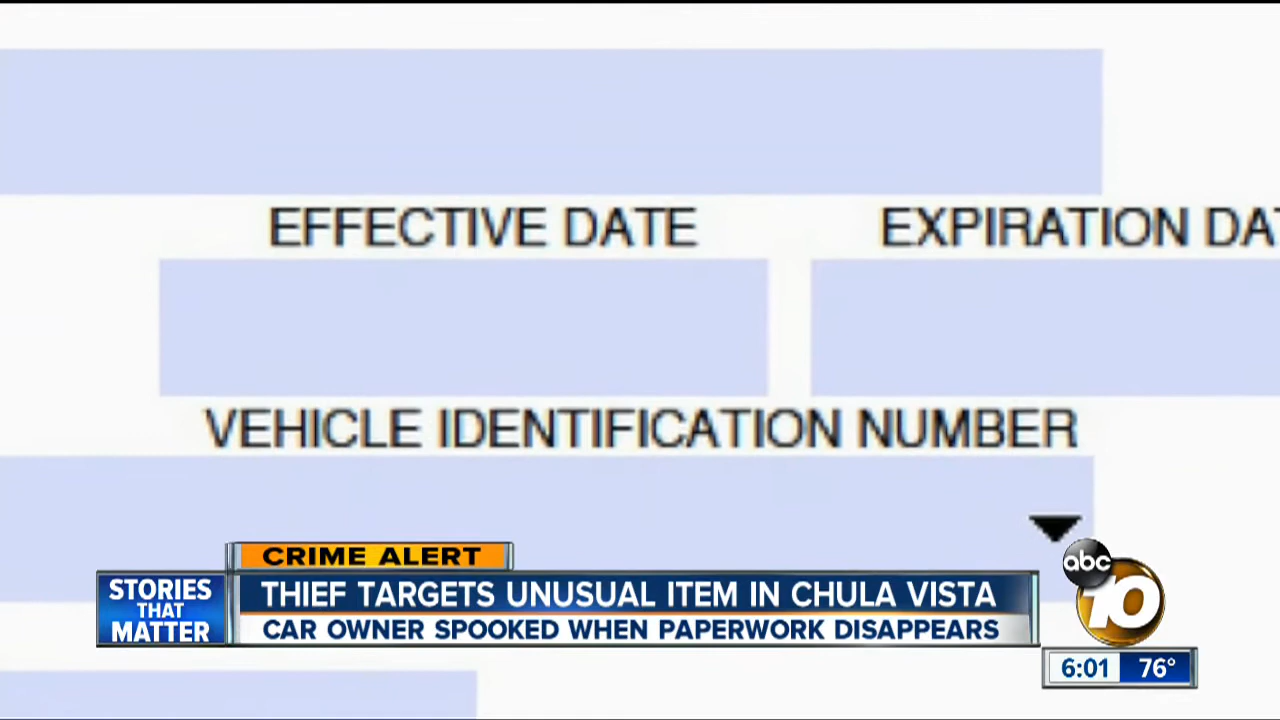 EFFECTIVE DATE
EXPIRATION DAT
VEHICLE IDENTIFICATION NUMBER
CRIME ALERT
STORIES THAT MATTER
THIEF TARGETS UNUSUAL ITEM IN CHULA VISTA
CAR OWNER SPOOKED WHEN PAPERWORK DISAPPEARS
abc
10
6:01 76°